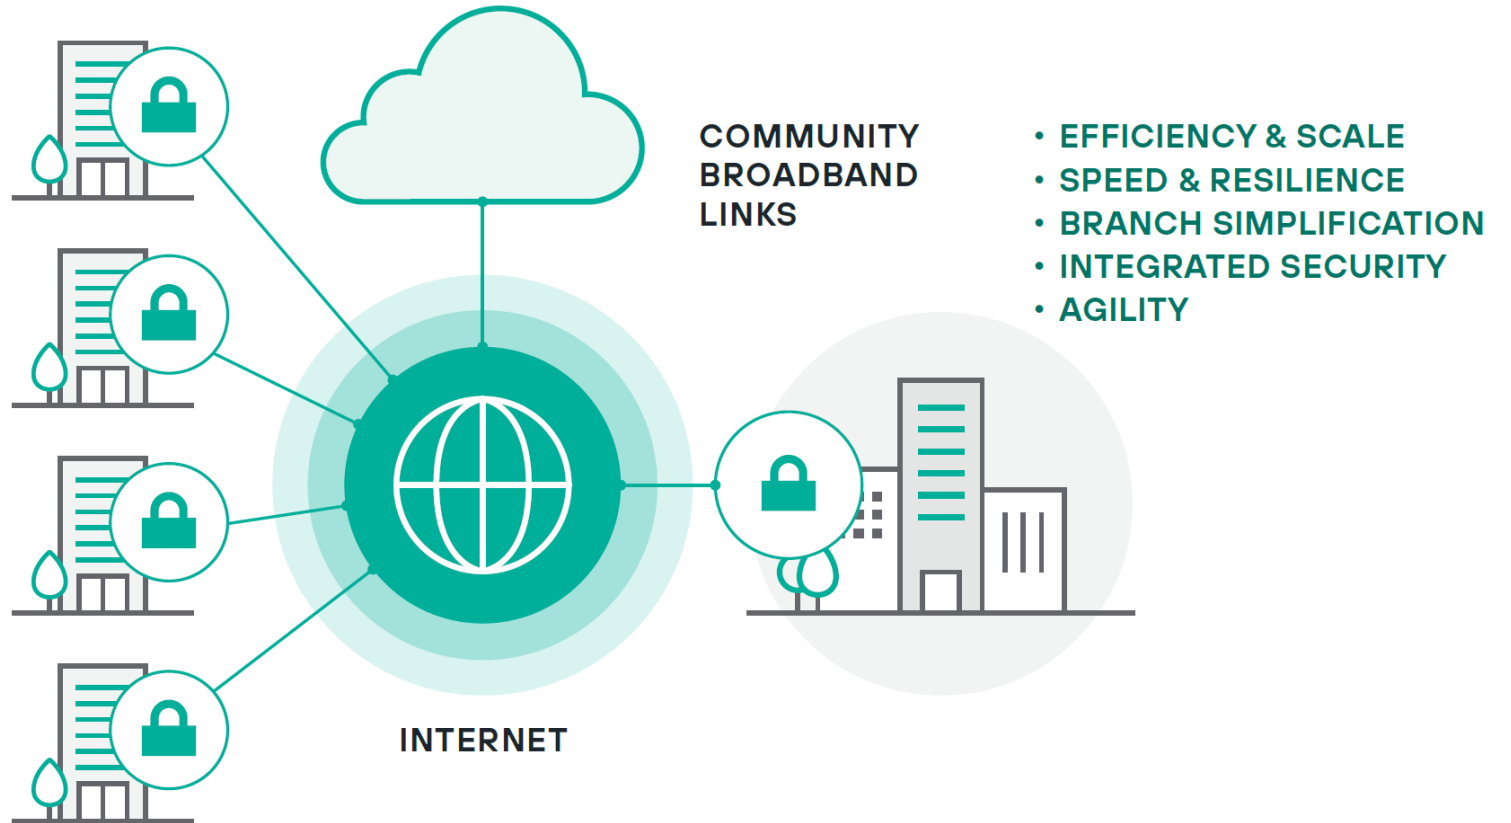 COMMUNITY
BROADBAND
LINKS
• EFFICIENCY & SCALE
• SPEED & RESILIENCE
• BRANCH SIMPLIFICATION
• INTEGRATED SECURITY
• AGILITY
INTERNET